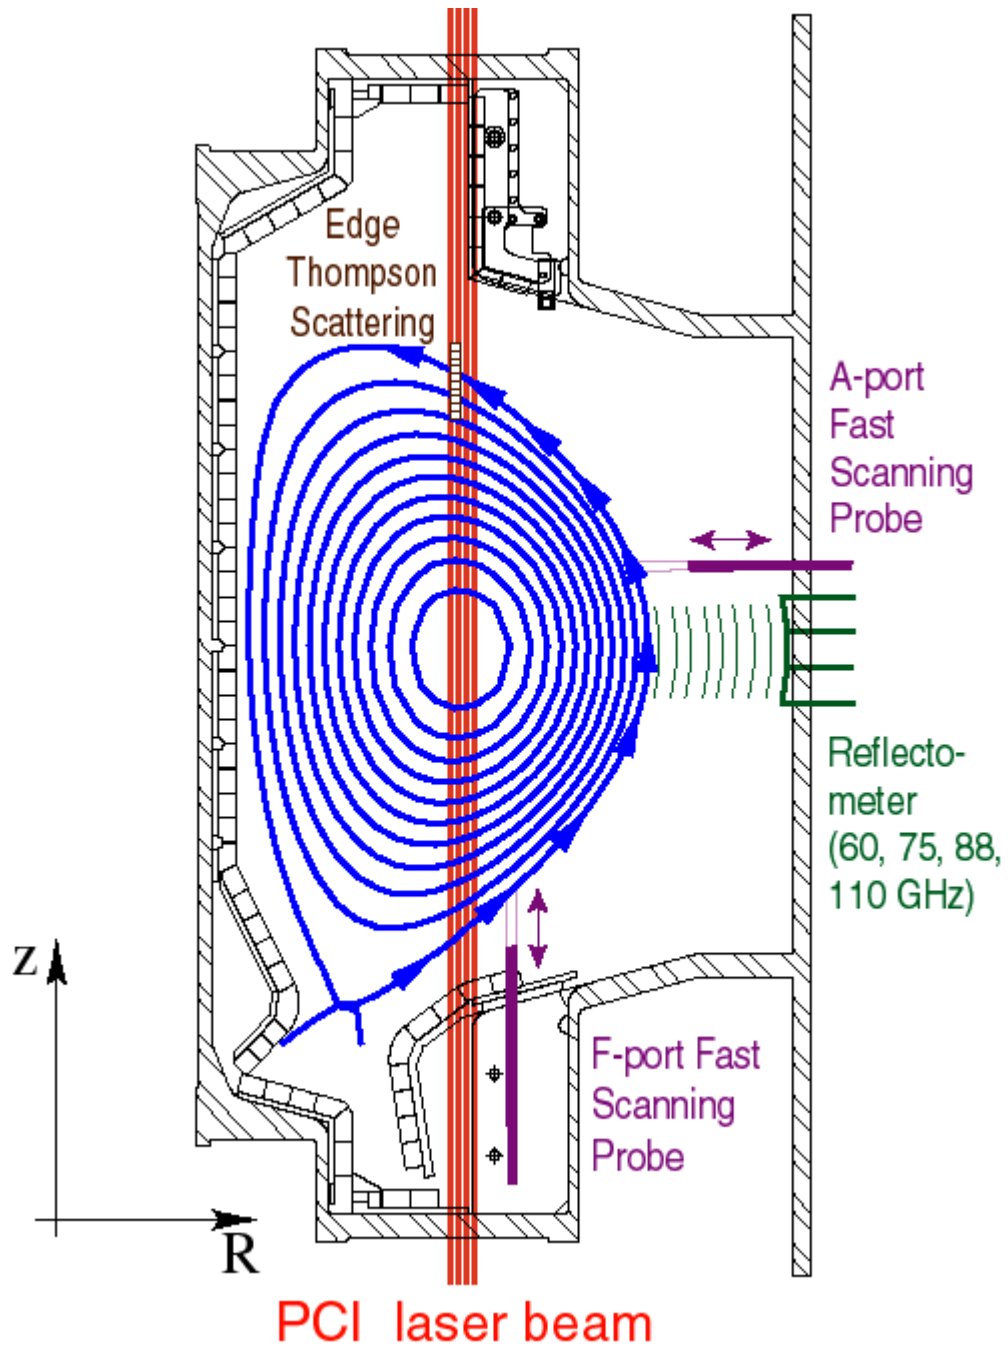 Edge
Thompson
Scattering
A-port
Fast
Scanning
Probe
Reflecto-
meter
(60, 75, 88,
110 GHz)
z
F-port Fast
Scanning
Probe
R
PCI laser beam